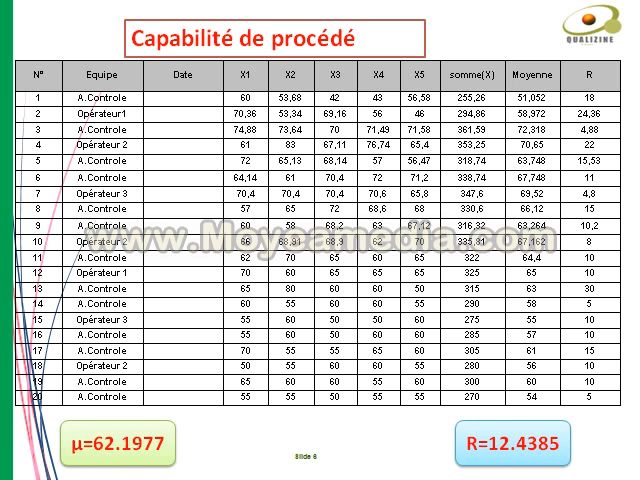 Capabilité de procédé
QUALIZINE
N° Equipe Date X1 X2 X3 X4 X5 somme(X) Moyenne R
1 A.Controle 60 53,68 42 43 56,58 255,26 51,052 18
2 Opérateur1 70,36 53,34 69,16 56 46 294,86 58,972 24,36
3 A.Controle 74,88 73,64 70 71,49 71,58 361,59 72,318 4,88
4 Opérateur 2 61 83 67,11 76,74 65,4 353,25 70,65 22
5 A.Controle 72 65,13 68,14 57 56,47 318,74 63,748 15,53
6 A.Controle 64,14 61 70,4 72 71,2 338,74 67,748 11
7 Opérateur 3 70,4 70,4 70,4 70,6 65,8 347,6 69,52 4,8
8 A.Controle 57 65 72 68,6 68 330,6 66,12 15
9 A.Controle 60 58 68,2 63 67,12 316,32 63,264 10,2
www.Moycamedia.com
10 Opérateur 2 66 68,91 68,9 62 70 335,81 67,162 8
11 A.Controle 62 70 65 60 65 322 64,4 10
12 Opérateur 1 70 60 65 65 65 325 65 10
13 A.Controle 65 80 60 60 50 315 63 30
14 A.Controle 60 55 60 60 55 290 58 5
15 Opérateur 3 60 55 50 50 60 275 55 10
16 A.Controle 55 60 50 60 60 285 57 10
17 A.Controle 70 55 55 65 60 305 61 15
18 Opérateur 2 50 55 60 60 55 280 56 10
19 A.Controle 65 60 60 55 60 300 60 10
20 A.Controle 55 55 50 55 55 270 54 5
µ=62.1977
R=12.4385
Slide 6